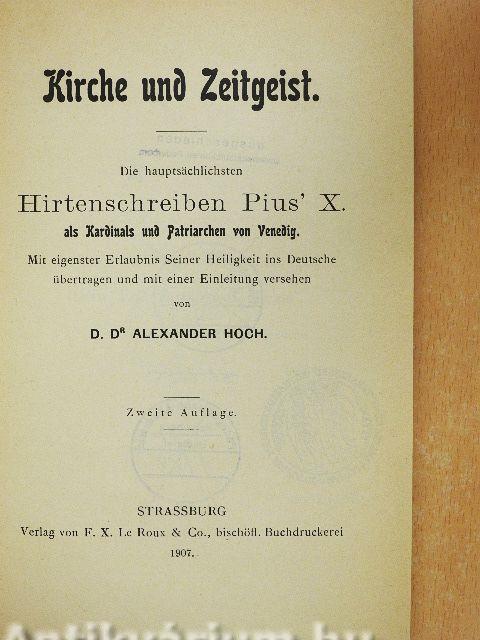 Kirche und Zeitgeist.
Die hauptsächlichsten
Hirtenschreiben Pius' X.
als Kardinals und Patriarchen von Venedig.
Mit eigenster Erlaubnis Seiner Heiligkeit ins Deutsche
übertragen und mit einer Einleitung versehen
von
D. DR ALEXANDER HOCH.
Zweite Auflage.
STRASSBURG
Verlag von F. X. Le Roux & Co., bischöfl. Buchdruckerei
1907.
Antikvárium.hu